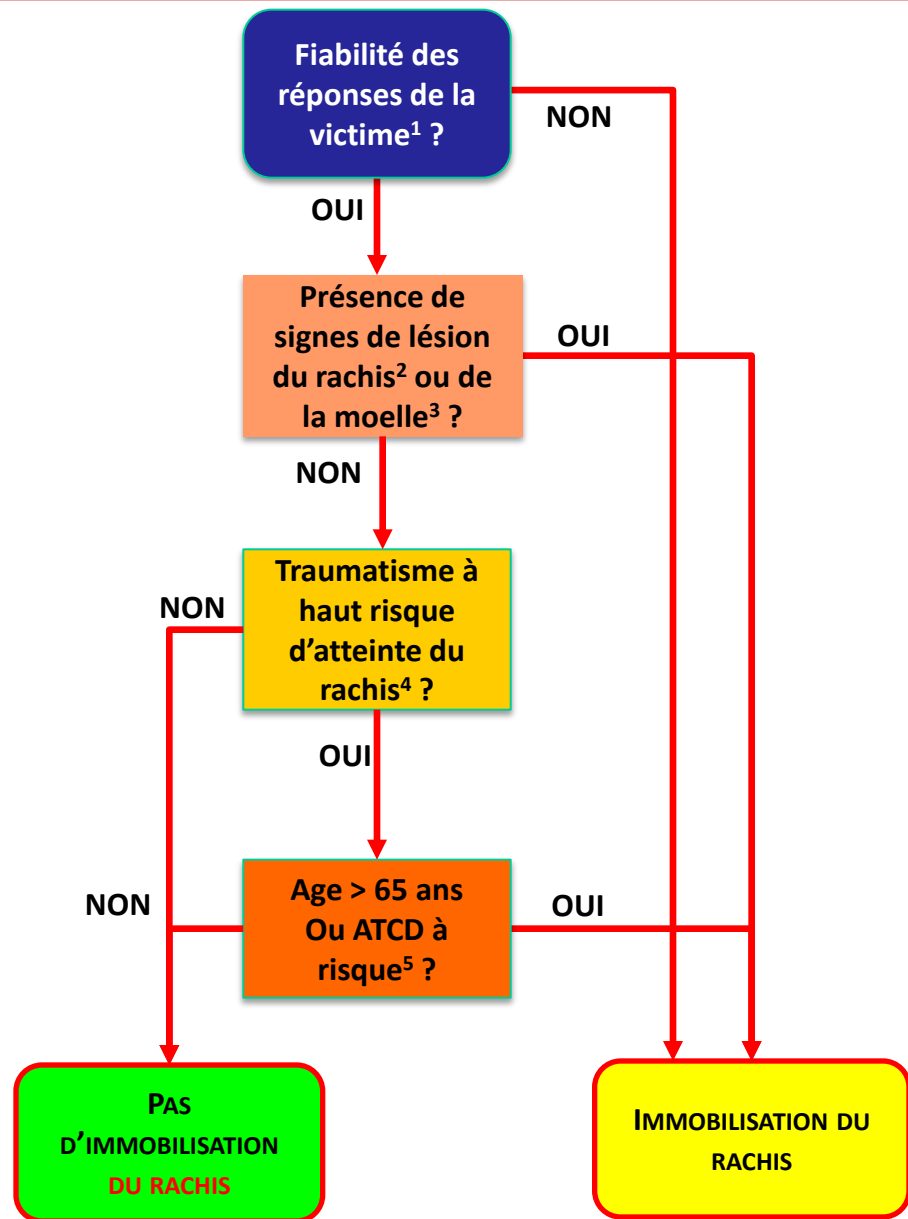 Fiabilité des
réponses de la
victime¹ ?
NON
OUI
Présence de
signes de lésion
du rachis² ou de
la moelle³ ?
OUI
NON
Traumatisme à
haut risque
d’atteinte du
rachis⁴ ?
NON
OUI
Age > 65 ans
Ou ATCD à
risque⁵ ?
NON
OUI
PAS
D’IMMOBILISATION
DU RACHIS
IMMOBILISATION DU
RACHIS